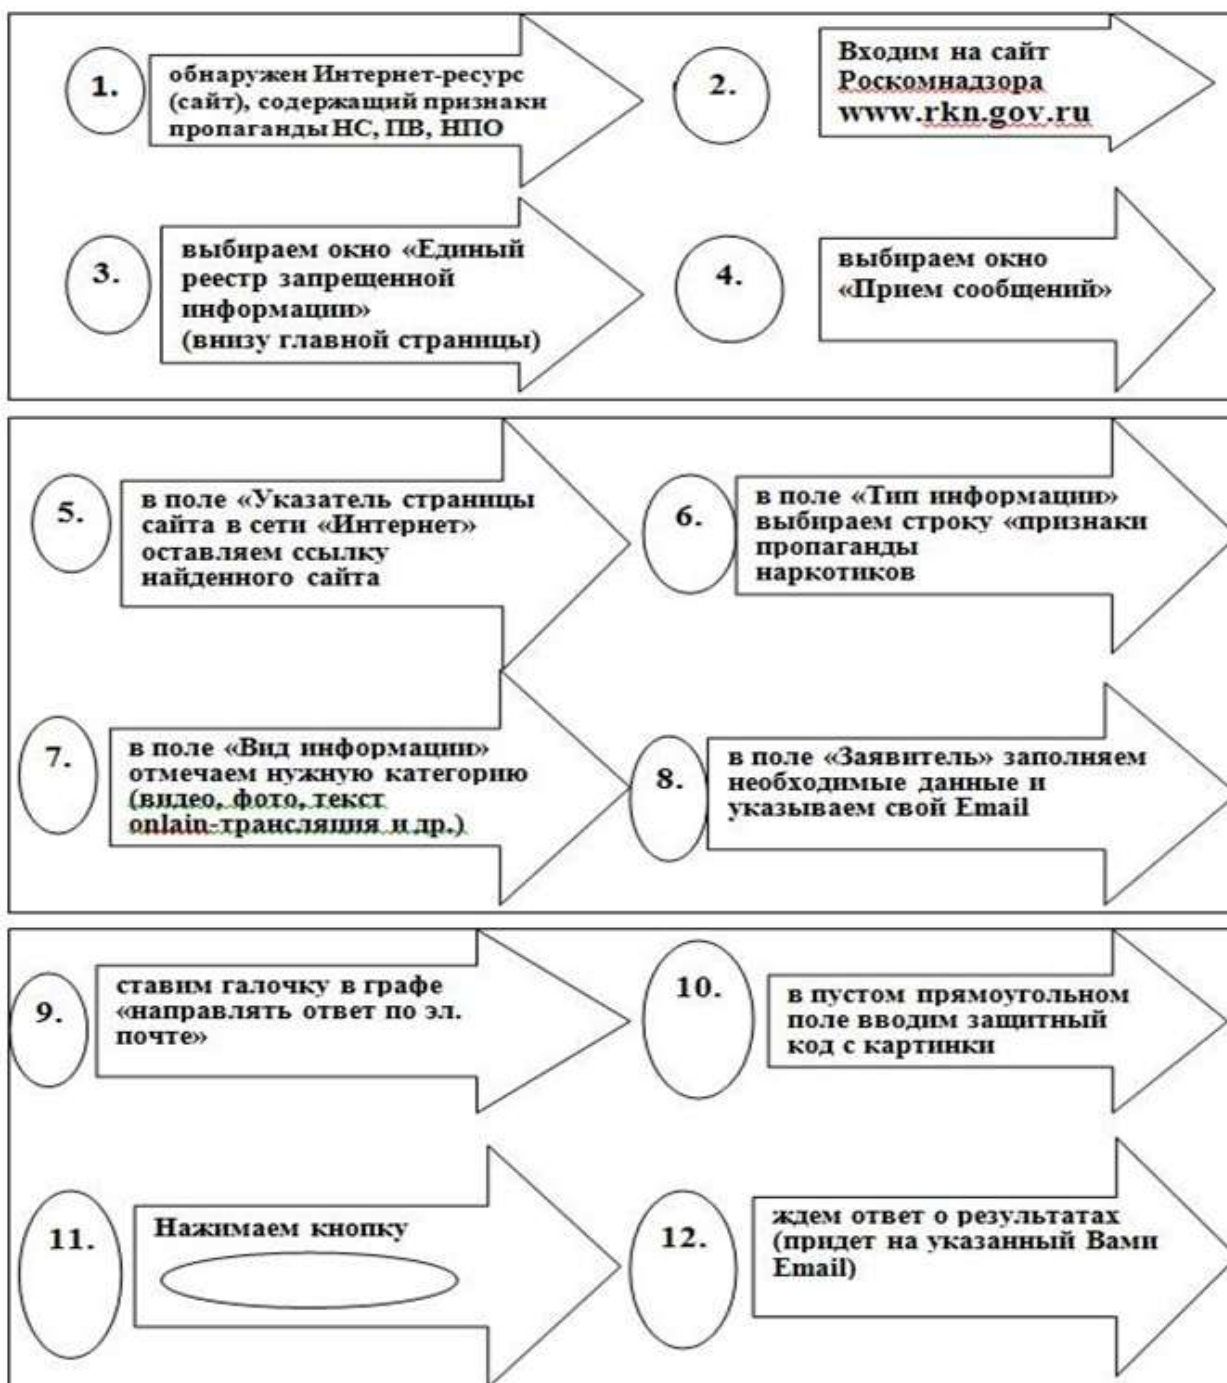 1.
обнаружен Интернет-ресурс
(сайт), содержащий признаки
пропаганды НС, ПВ, НПО
2.
Входим на сайт
Роскомнадзора
www.rkn.gov.ru
3.
выбираем окно «Единый
реестр запрещенной
информации»
(внизу главной страницы)
4.
выбираем окно
«Прием сообщений»
5.
в поле «Указатель страницы
сайта в сети «Интернет»
оставляем ссылку
найденного сайта
6.
в поле «Тип информации»
выбираем строку «признаки
пропаганды
наркотиков
7.
в поле «Вид информации»
отмечаем нужную категорию
(видео, фото, текст
onlain-трансляция и др.)
8.
в поле «Заявитель» заполняем
необходимые данные и
указываем свой Email
9.
ставим галочку в графе
«направлять ответ по эл.
почте»
10.
в пустом прямоугольном
поле вводим защитный
код с картинки
11.
Нажимаем кнопку
12.
ждем ответ о результатах
(придет на указанный Вами
Email)